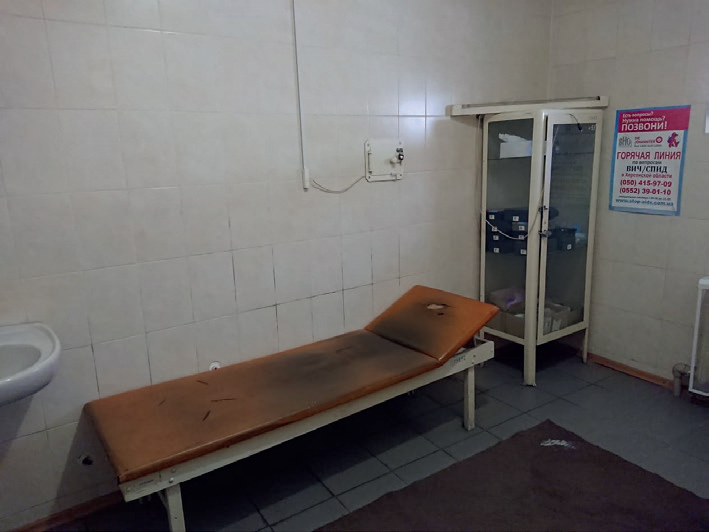 Есть вопросы?
Нужна помощь?
ПОЗВОНИ!
ГОРЯЧАЯ ЛИНИЯ
по вопросам
ВИЧ/СПИД
в Херсонской области
(050) 415-97-09
(0552) 39-01-10